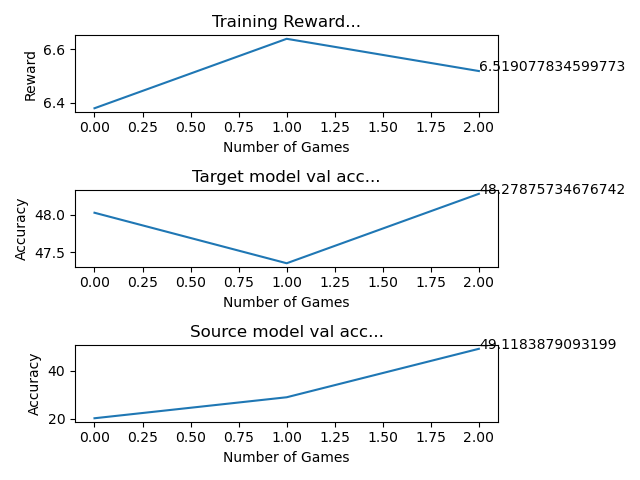 Training Reward...
6.6
6.4
Reward
6.519077834599773
0.00 0.25 0.50 0.75 1.00 1.25 1.50 1.75 2.00
Number of Games
Target model val acc...
48.0
47.5
Accuracy
48.27875734676742
0.00 0.25 0.50 0.75 1.00 1.25 1.50 1.75 2.00
Number of Games
Source model val acc...
40
20
Accuracy
49.1183879093199
0.00 0.25 0.50 0.75 1.00 1.25 1.50 1.75 2.00
Number of Games